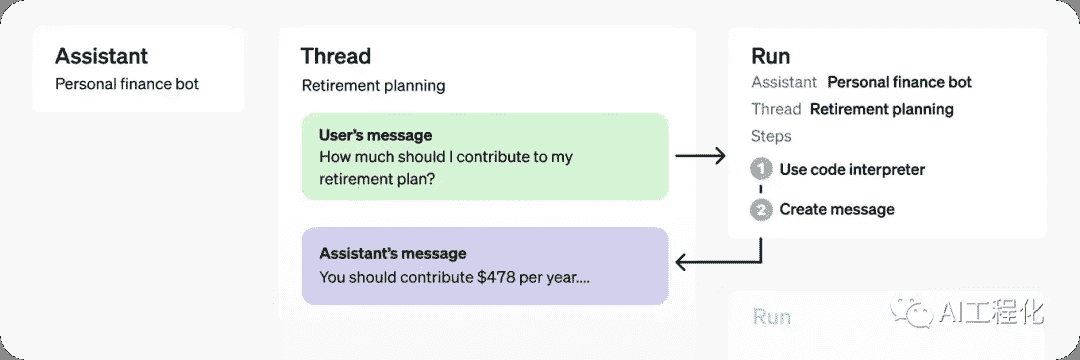 Assistant
Personal finance bot
Thread
Retirement planning
User's message
How much should I contribute to my
retirement plan?
Assistant's message
You should contribute $478 per year....
Run
Assistant Personal finance bot
Thread Retirement planning
Steps
1 Use code interpreter
2 Create message
Run
AI工程化